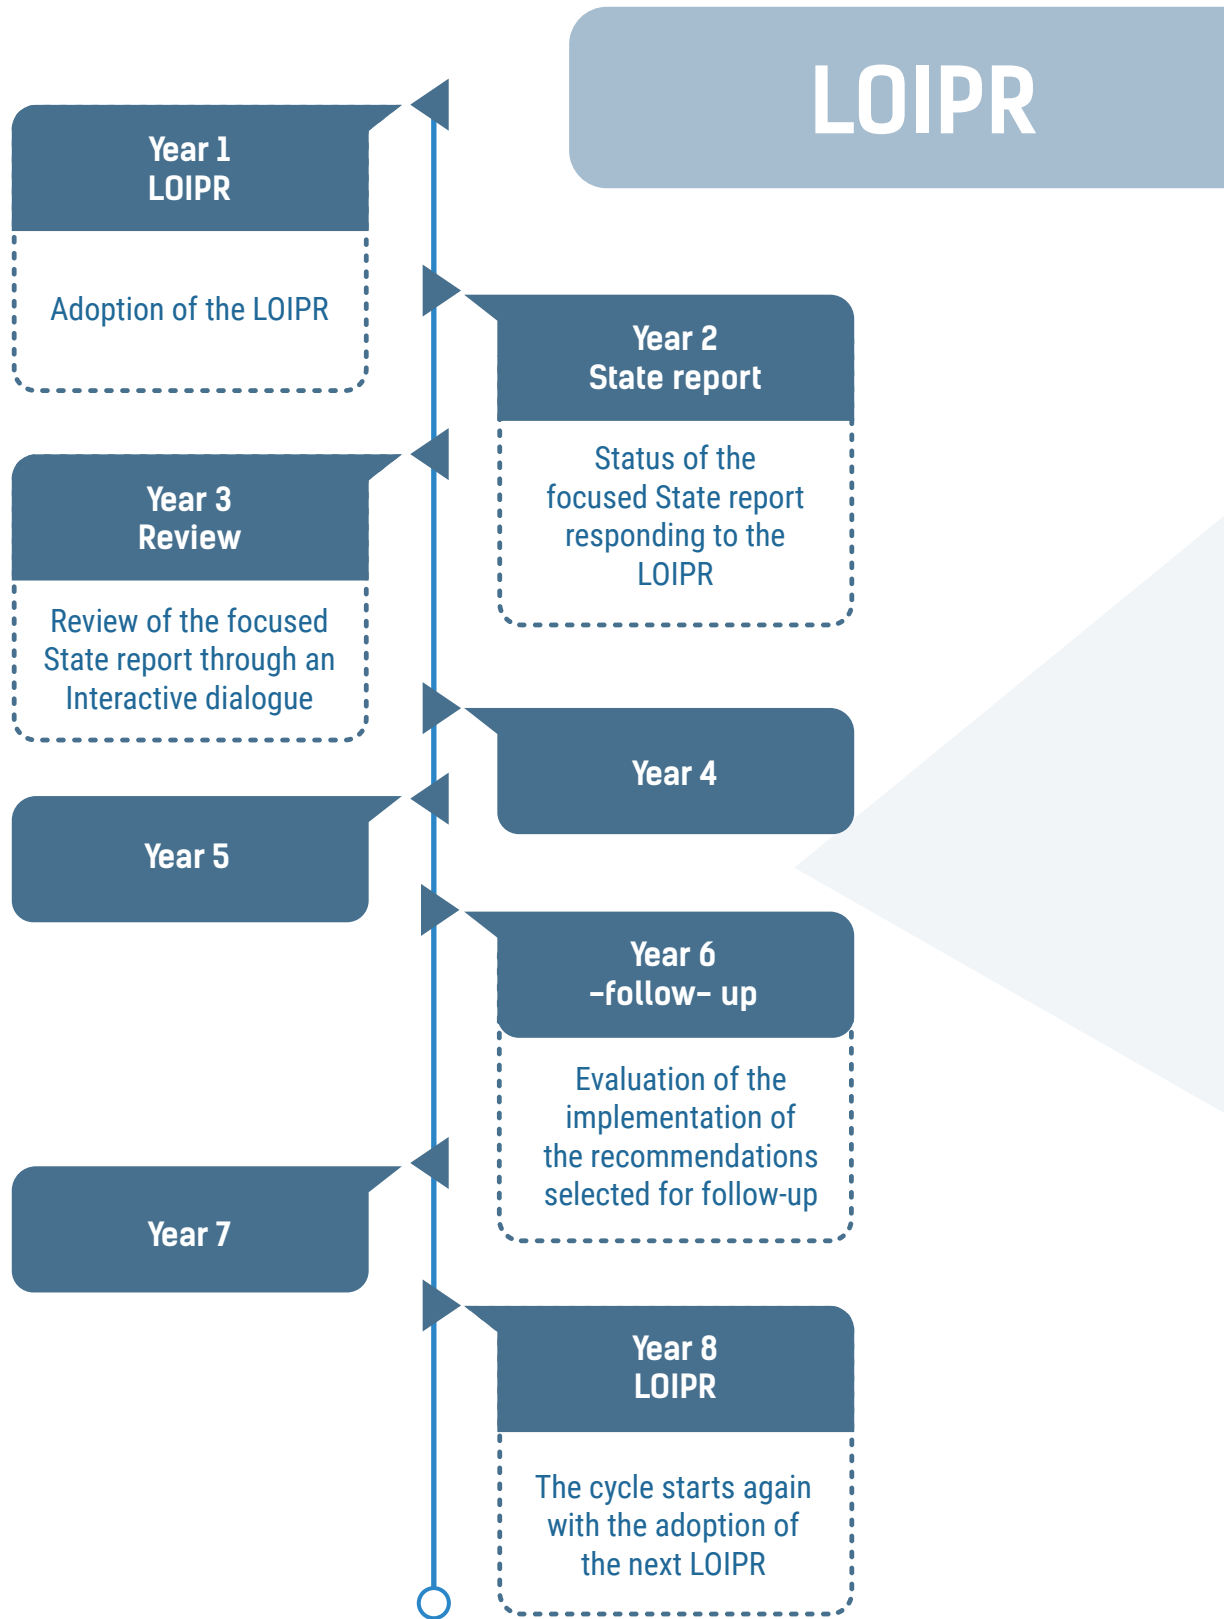 LOIPR
Year 1
LOIPR
Adoption of the LOIPR
Year 2
State report
Status of the
focused State report
responding to the
LOIPR
Year 3
Review
Review of the focused
State report through an
Interactive dialogue
Year 4
Year 5
Year 6
-follow- up
Evaluation of the
implementation of
the recommendations
selected for follow-up
Year 7
Year 8
LOIPR
The cycle starts again
with the adoption of
the next LOIPR